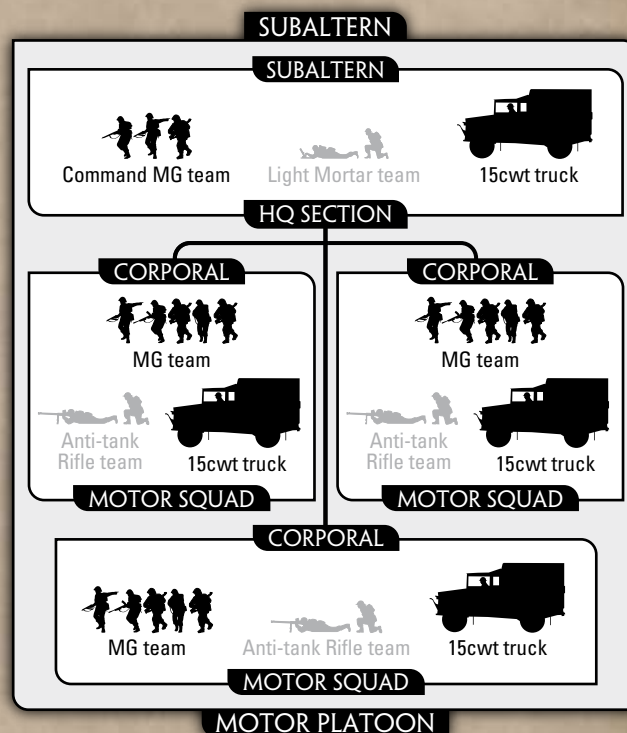 SUBALTERN
SUBALTERN
Command MG team
Light Mortar team
15cwt truck
HQ SECTION
CORPORAL
MG team
Anti-tank
Rifle team
15cwt truck
MOTOR SQUAD
CORPORAL
MG team
Anti-tank
Rifle team
15cwt truck
MOTOR SQUAD
CORPORAL
MG team
Anti-tank Rifle team
15cwt truck
MOTOR SQUAD
MOTOR PLATOON